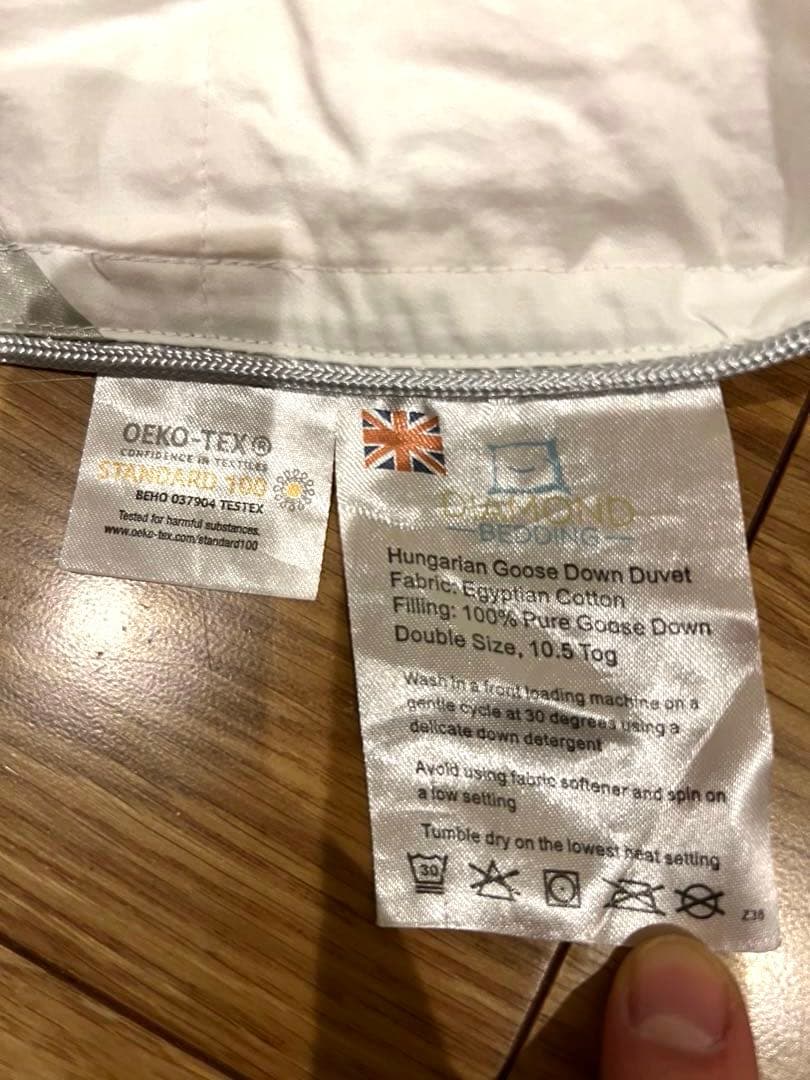 OEKO-TEX®
CONFIDENCE IN TEXTILES
STANDARD 100
BEHO 037904 TESTEX
Tested for harmful substances.
www.oeko-tex.com/standard100
DIAMOND
BEDDING
Hungarian Goose Down Duvet
Fabric: Egyptian Cotton
Filling: 100% Pure Goose Down
Double Size, 10.5 Tog
Wash in a front loading machine on a
gentle cycle at 30 degrees using a
delicate down detergent
Avoid using fabric softener and spin on
a low setting
Tumble dry on the lowest heat setting
30
Z38